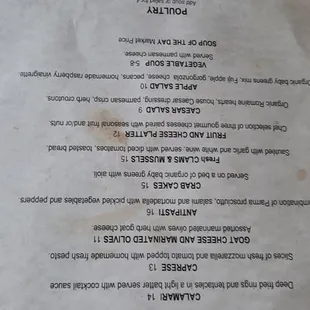 CALAMARI 14
Deep fried rings and tentacles in a light batter served with cocktail sauce
CAPRESE 13
Slices of fresh mozzarella and tomato topped with homemade fresh pesto.
GOAT CHEESE AND MARINATED OLIVES 11
Assorted marinated olives with herb goat cheese
ANTIPASTI 16
mbination of Parma prosciutto, salami and mortadella with pickled vegetables and peppers
CRAB CAKES 15
Served on a bed of organic baby greens with aioli
Fresh CLAMS & MUSSELS 15
Sautéed with garlic and white wine, served with diced tomatoes, toasted bread.
FRUIT AND CHEESE PLATTER 12
Chef selection of three gourmet cheeses paired with seasonal fruit and/or nuts.
CAESAR SALAD 9
Organic Romaine hearts, house Caesar dressing, parmesan crisp, herb croutons.
APPLE SALAD 10
Organic baby greens mix, Fuji apple, gorgonzola cheese, pecans, homemade raspberry vinaigrette.
VEGETABLE SOUP 5-8
Served with parmesan cheese
SOUP OF THE DAY Market Price
POULTRY
Add soup or salad for